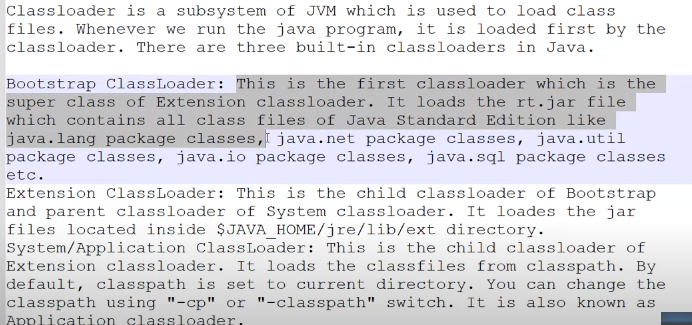 Classloader is a subsystem of JVM which is used to load class
files. Whenever we run the java program, it is loaded first by the
classloader. There are three built-in classloaders in Java.
Bootstrap ClassLoader: This is the first classloader which is the
super class of Extension classloader. It loads the rt.jar file
which contains all class files of Java Standard Edition like
java.lang package classes, java.net package classes, java.util
package classes, java.io package classes, java.sql package classes
etc.
Extension ClassLoader: This is the child classloader of Bootstrap
and parent classloader of System classloader. It loades the jar
files located inside $JAVA_HOME/jre/lib/ext directory.
System/Application ClassLoader: This is the child classloader of
Extension classloader. It loads the classfiles from classpath. By
default, classpath is set to current directory. You can change the
classpath using "-cp" or "-classpath" switch. It is also known as
Application classloader.